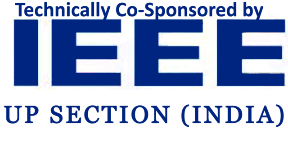 Technically Co-Sponsored by
IEEE
UP SECTION (INDIA)